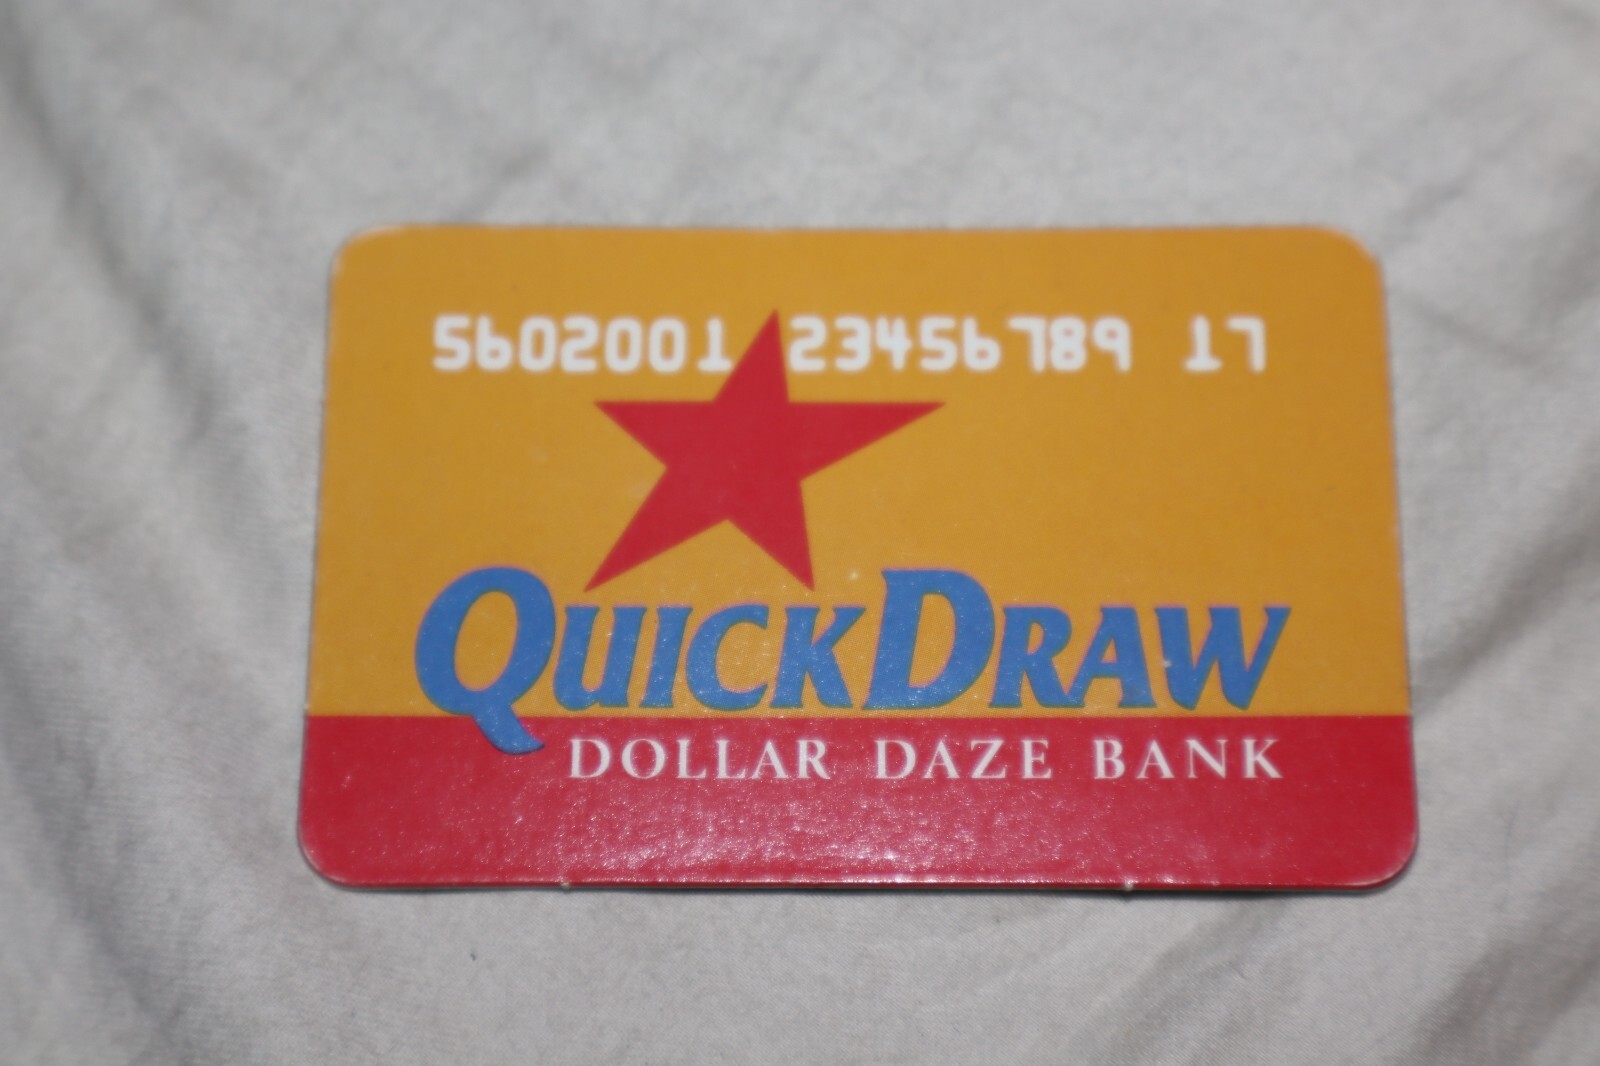 5602001 23456789 17
QUICKDRAW
DOLLAR DAZE BANK